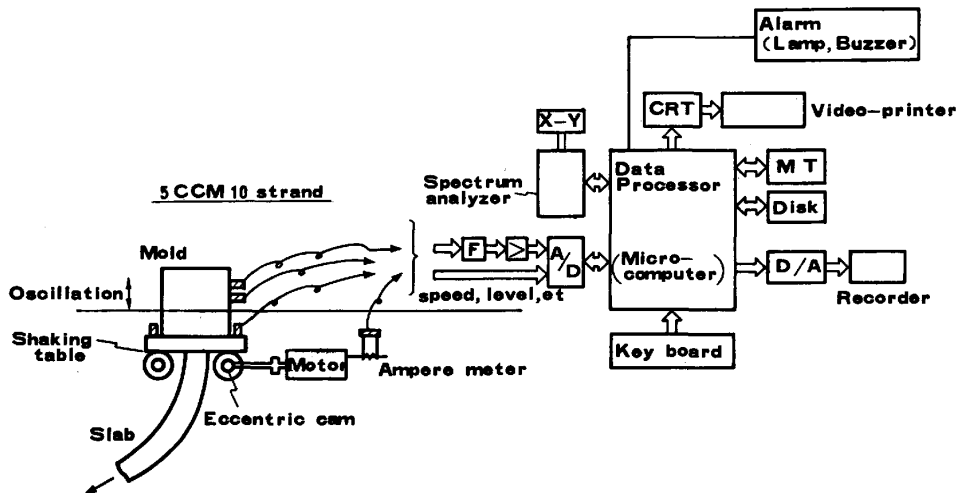 Alarm
(Lamp, Buzzer)
CRT
Video-printer
X-Y
Spectrum
analyzer
Data
Processor
(Micro-
computer)
MT
Disk
5 CCM 10 strand
Mold
Oscillation
F
>
A/D
speed, level, et
D/A
Recorder
Shaking
table
Motor
Ampere meter
Key board
Eccentric cam
Slab